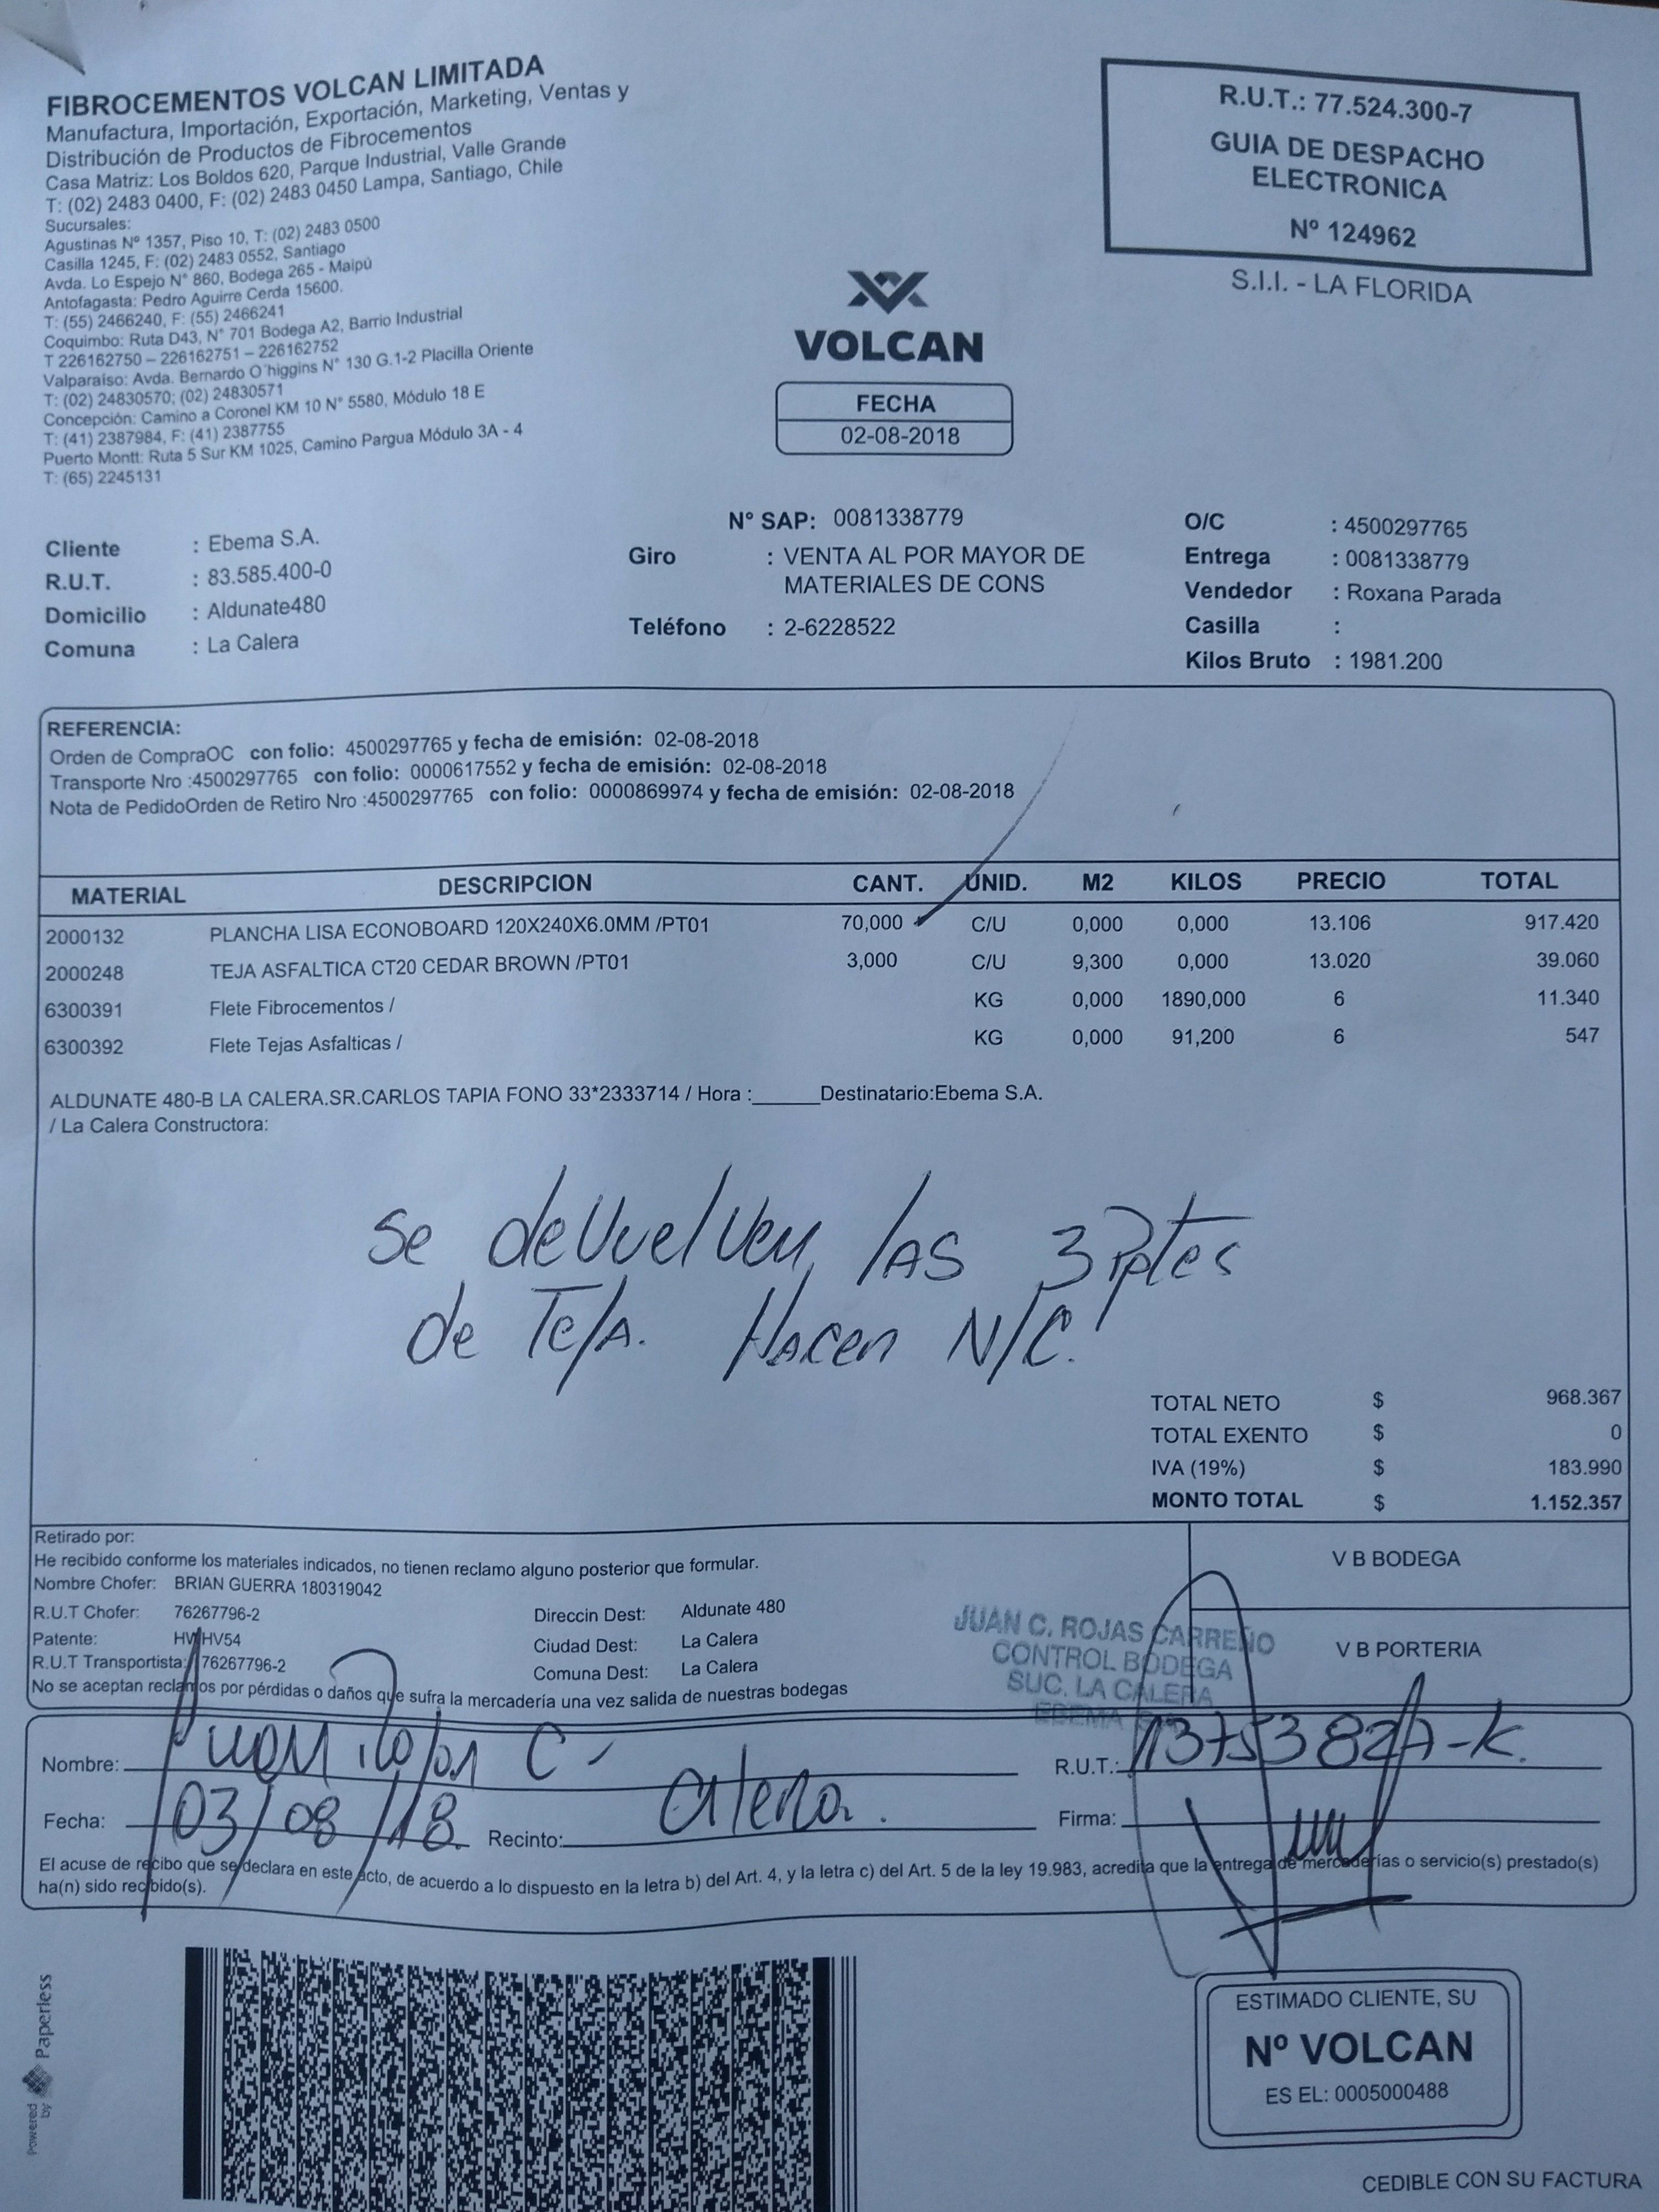 FIBROCEMENTOS VOLCAN LIMITADA
Manufactura, Importación, Exportación, Marketing, Ventas y
Distribución de Productos de Fibrocementos
Casa Matriz: Los Boldos 620, Parque Industrial, Valle Grande
T: (02) 2483 0400, F: (02) 2483 0450 Lampa, Santiago, Chile
Sucursales:
Agustinas Nº 1357, Piso 10, T: (02) 2483 0500
Casilla 1245, F: (02) 2483 0552, Santiago
Avda. Lo Espejo N° 860, Bodega 265 - Maipú
Antofagasta: Pedro Aguirre Cerda 15600.
T: (55) 2466240, F: (55) 2466241
Coquimbo: Ruta D43, N° 701 Bodega A2, Barrio Industrial
T 226162750 – 226162751 – 226162752
Valparaíso: Avda. Bernardo O´higgins N° 130 G.1-2 Placilla Oriente
T: (02) 24830570; (02) 24830571
Concepción: Camino a Coronel KM 10 N° 5580, Módulo 18 E
T: (41) 2387984, F: (41) 2387755
Puerto Montt: Ruta 5 Sur KM 1025, Camino Pargua Módulo 3A - 4
T: (65) 2245131
R.U.T.: 77.524.300-7
GUIA DE DESPACHO
ELECTRONICA
Nº 124962
S.I.I. - LA FLORIDA
VOLCAN
FECHA
02-08-2018
Cliente : Ebema S.A.
R.U.T. : 83.585.400-0
Domicilio : Aldunate480
Comuna : La Calera
Nº SAP: 0081338779
Giro : VENTA AL POR MAYOR DE
MATERIALES DE CONS
Teléfono : 2-6228522
O/C : 4500297765
Entrega : 0081338779
Vendedor : Roxana Parada
Casilla :
Kilos Bruto : 1981.200
REFERENCIA:
Orden de CompraOC con folio: 4500297765 y fecha de emisión: 02-08-2018
Transporte Nro :4500297765 con folio: 0000617552 y fecha de emisión: 02-08-2018
Nota de PedidoOrden de Retiro Nro :4500297765 con folio: 0000869974 y fecha de emisión: 02-08-2018
MATERIAL DESCRIPCION CANT. UNID. M2 KILOS PRECIO TOTAL
2000132 PLANCHA LISA ECONOBOARD 120X240X6.0MM /PT01 70,000 C/U 0,000 0,000 13.106 917.420
2000248 TEJA ASFALTICA CT20 CEDAR BROWN /PT01 3,000 C/U 9,300 0,000 13.020 39.060
6300391 Flete Fibrocementos / KG 0,000 1890,000 6 11.340
6300392 Flete Tejas Asfalticas / KG 0,000 91,200 6 547
ALDUNATE 480-B LA CALERA.SR.CARLOS TAPIA FONO 33*2333714 / Hora :______Destinatario:Ebema S.A.
/ La Calera Constructora:
Se devuelven las 3 Pqtes
de Teja. Hacen N/C.
TOTAL NETO $ 968.367
TOTAL EXENTO $ 0
IVA (19%) $ 183.990
MONTO TOTAL $ 1.152.357
Retirado por:
He recibido conforme los materiales indicados, no tienen reclamo alguno posterior que formular.
Nombre Chofer: BRIAN GUERRA 180319042
R.U.T Chofer: 76267796-2
Patente: HVHV54
R.U.T Transportista: 76267796-2
Direccin Dest: Aldunate 480
Ciudad Dest: La Calera
Comuna Dest: La Calera
No se aceptan reclamos por pérdidas o daños que sufra la mercadería una vez salida de nuestras bodegas
V B BODEGA
V B PORTERIA
JUAN C. ROJAS CARREÑO
CONTROL BODEGA
SUC. LA CALERA
EBEMA
Nombre: C
R.U.T.:
Fecha: 03/08/18. Recinto:
Firma:
El acuse de recibo que se declara en este acto, de acuerdo a lo dispuesto en la letra b) del Art. 4, y la letra c) del Art. 5 de la ley 19.983, acredita que la entrega de mercaderías o servicio(s) prestado(s)
ha(n) sido recibido(s).
Powered by Paperless
ESTIMADO CLIENTE, SU
Nº VOLCAN
ES EL: 0005000488
CEDIBLE CON SU FACTURA